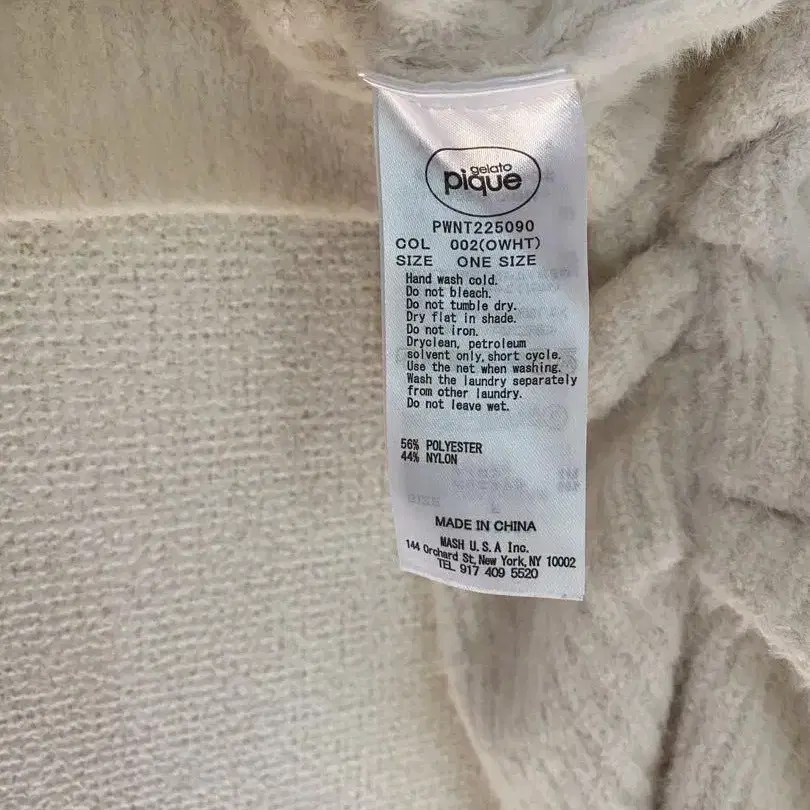 gelato
pique
PWNT225090
COL 002(OWHT)
SIZE ONE SIZE
Hand wash cold.
Do not bleach.
Do not tumble dry.
Dry flat in shade.
Do not iron.
Dryclean, petroleum
solvent only, short cycle.
Use the net when washing.
Wash the laundry separately
from other laundry.
Do not leave wet.
56% POLYESTER
44% NYLON
MADE IN CHINA
MASH U.S.A Inc.
144 Orchard St, New York, NY 10002
TEL 917 409 5520